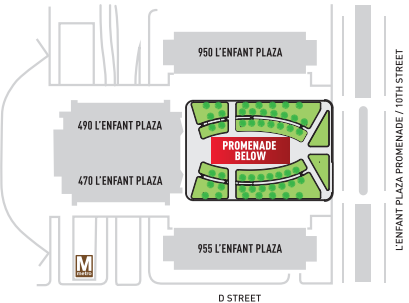 950 L'ENFANT PLAZA
490 L'ENFANT PLAZA
PROMENADE
BELOW
470 L'ENFANT PLAZA
955 L'ENFANT PLAZA
M
metro
D STREET
L'ENFANT PLAZA PROMENADE / 10TH STREET